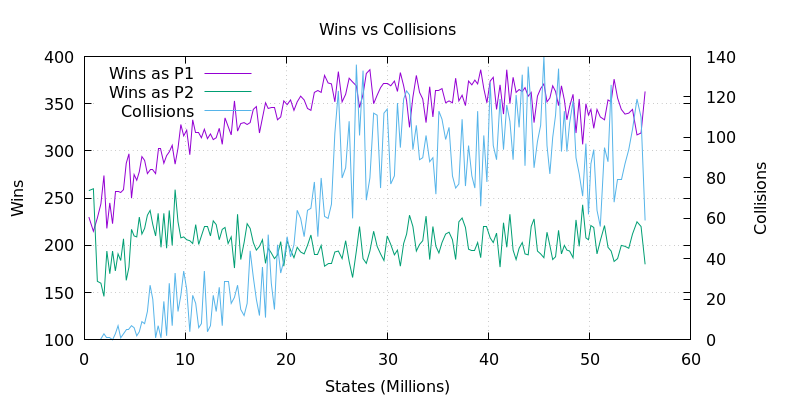 Wins vs Collisions
400
350
300
250
200
150
100
Wins
Wins as P1
Wins as P2
Collisions
140
120
100
80
60
40
20
0
Collisions
0 10 20 30 40 50 60
States (Millions)